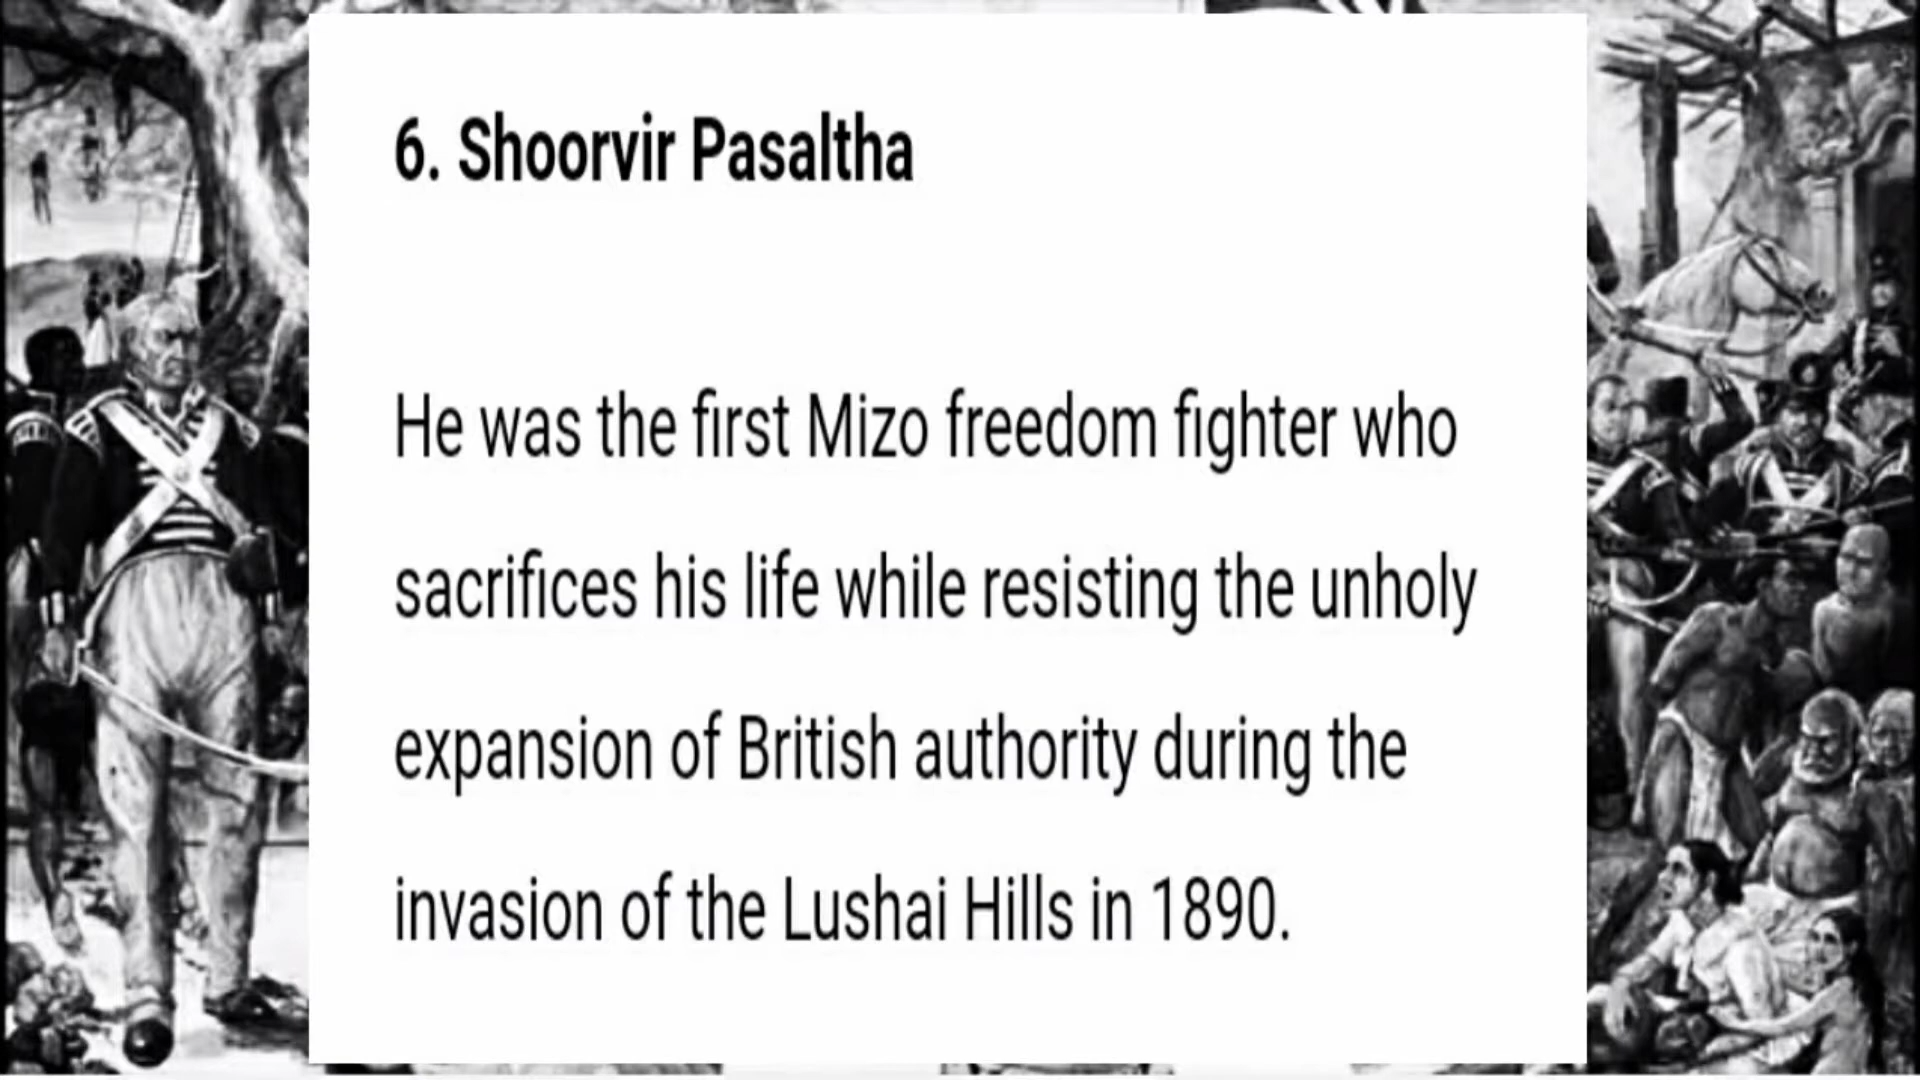 6. Shoorvir Pasaltha
He was the first Mizo freedom fighter who
sacrifices his life while resisting the unholy
expansion of British authority during the
invasion of the Lushai Hills in 1890.